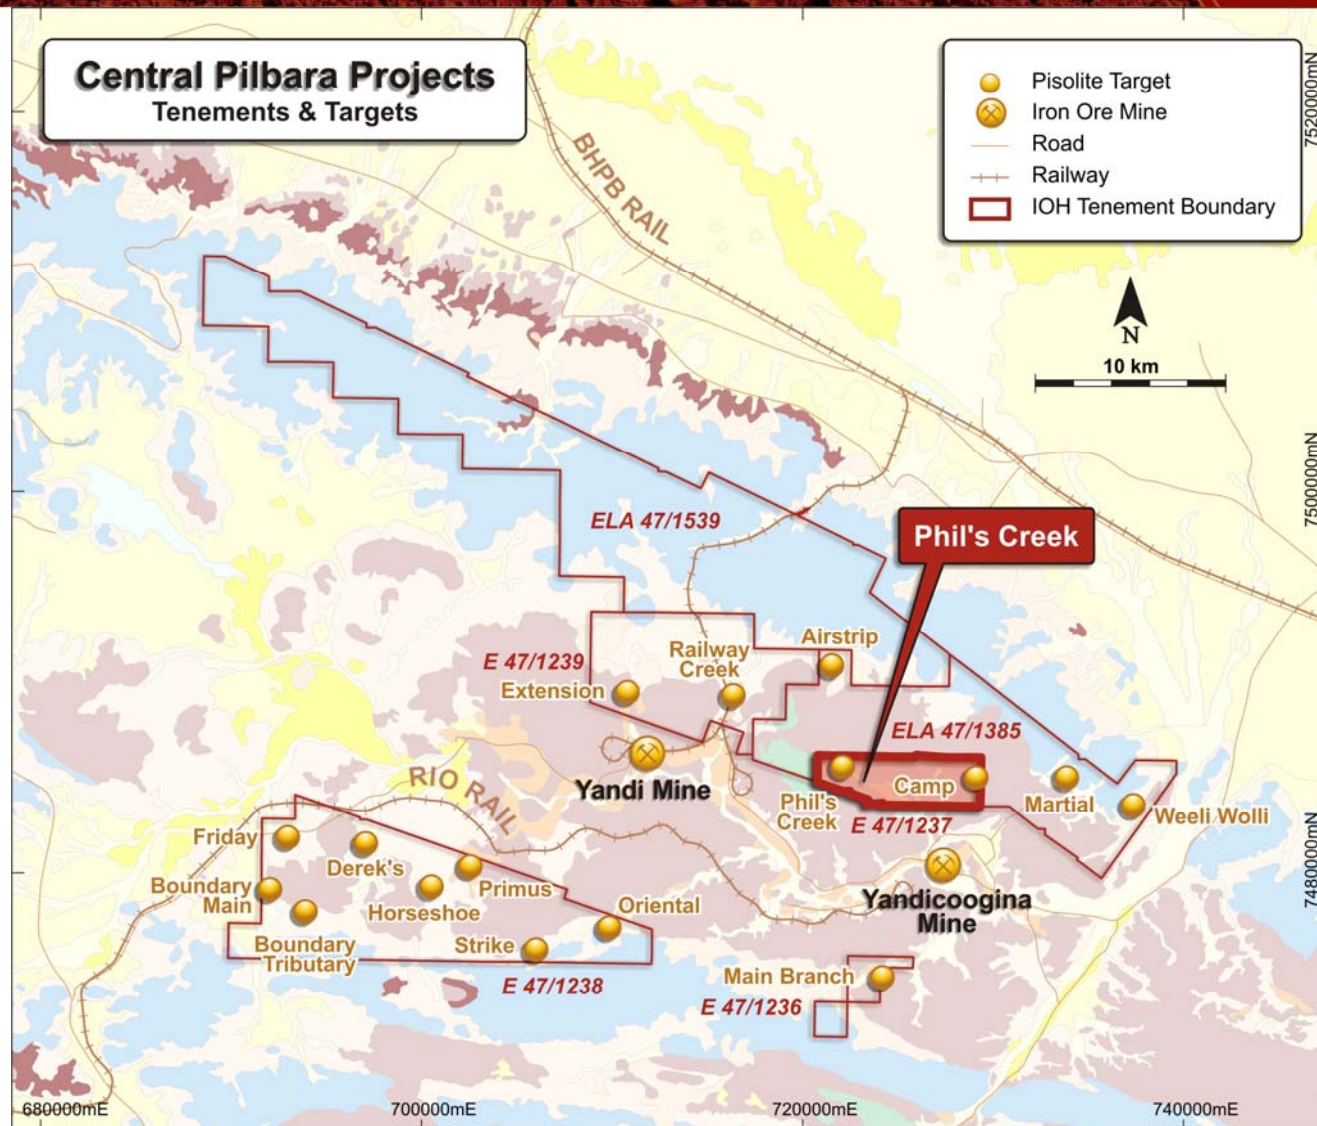 Central Pilbara Projects
Tenements & Targets
Pisolite Target
Iron Ore Mine
Road
Railway
IOH Tenement Boundary
7520000mN
BHPB RAIL
N
10 km
7500000mN
ELA 47/1539
Phil's Creek
Airstrip
Railway
Creek
E 47/1239
Extension
ELA 47/1385
Yandi Mine
Camp
Phil's
Creek
Martial
Weeli Wolli
E 47/1237
RIO RAIL
Friday
Derek's
Primus
Boundary
Main
Horseshoe
7480000mN
Yandicoogina
Mine
Oriental
Boundary
Tributary
Strike
E 47/1238
Main Branch
E 47/1236
680000mE
700000mE
720000mE
740000mE